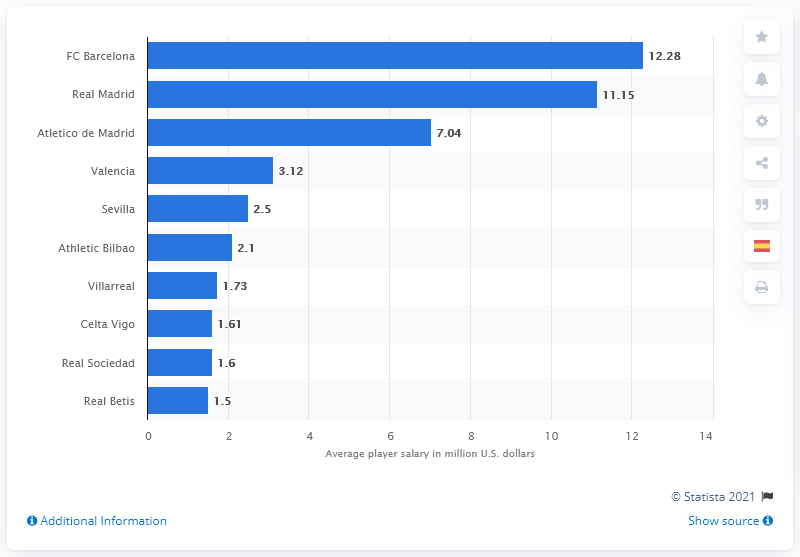 FC Barcelona 12.28
Real Madrid 11.15
Atletico de Madrid 7.04
Valencia 3.12
Sevilla 2.5
Athletic Bilbao 2.1
Villarreal 1.73
Celta Vigo 1.61
Real Sociedad 1.6
Real Betis 1.5
0 2 4 6 8 10 12 14
Average player salary in million U.S. dollars
© Statista 2021
Additional Information Show source